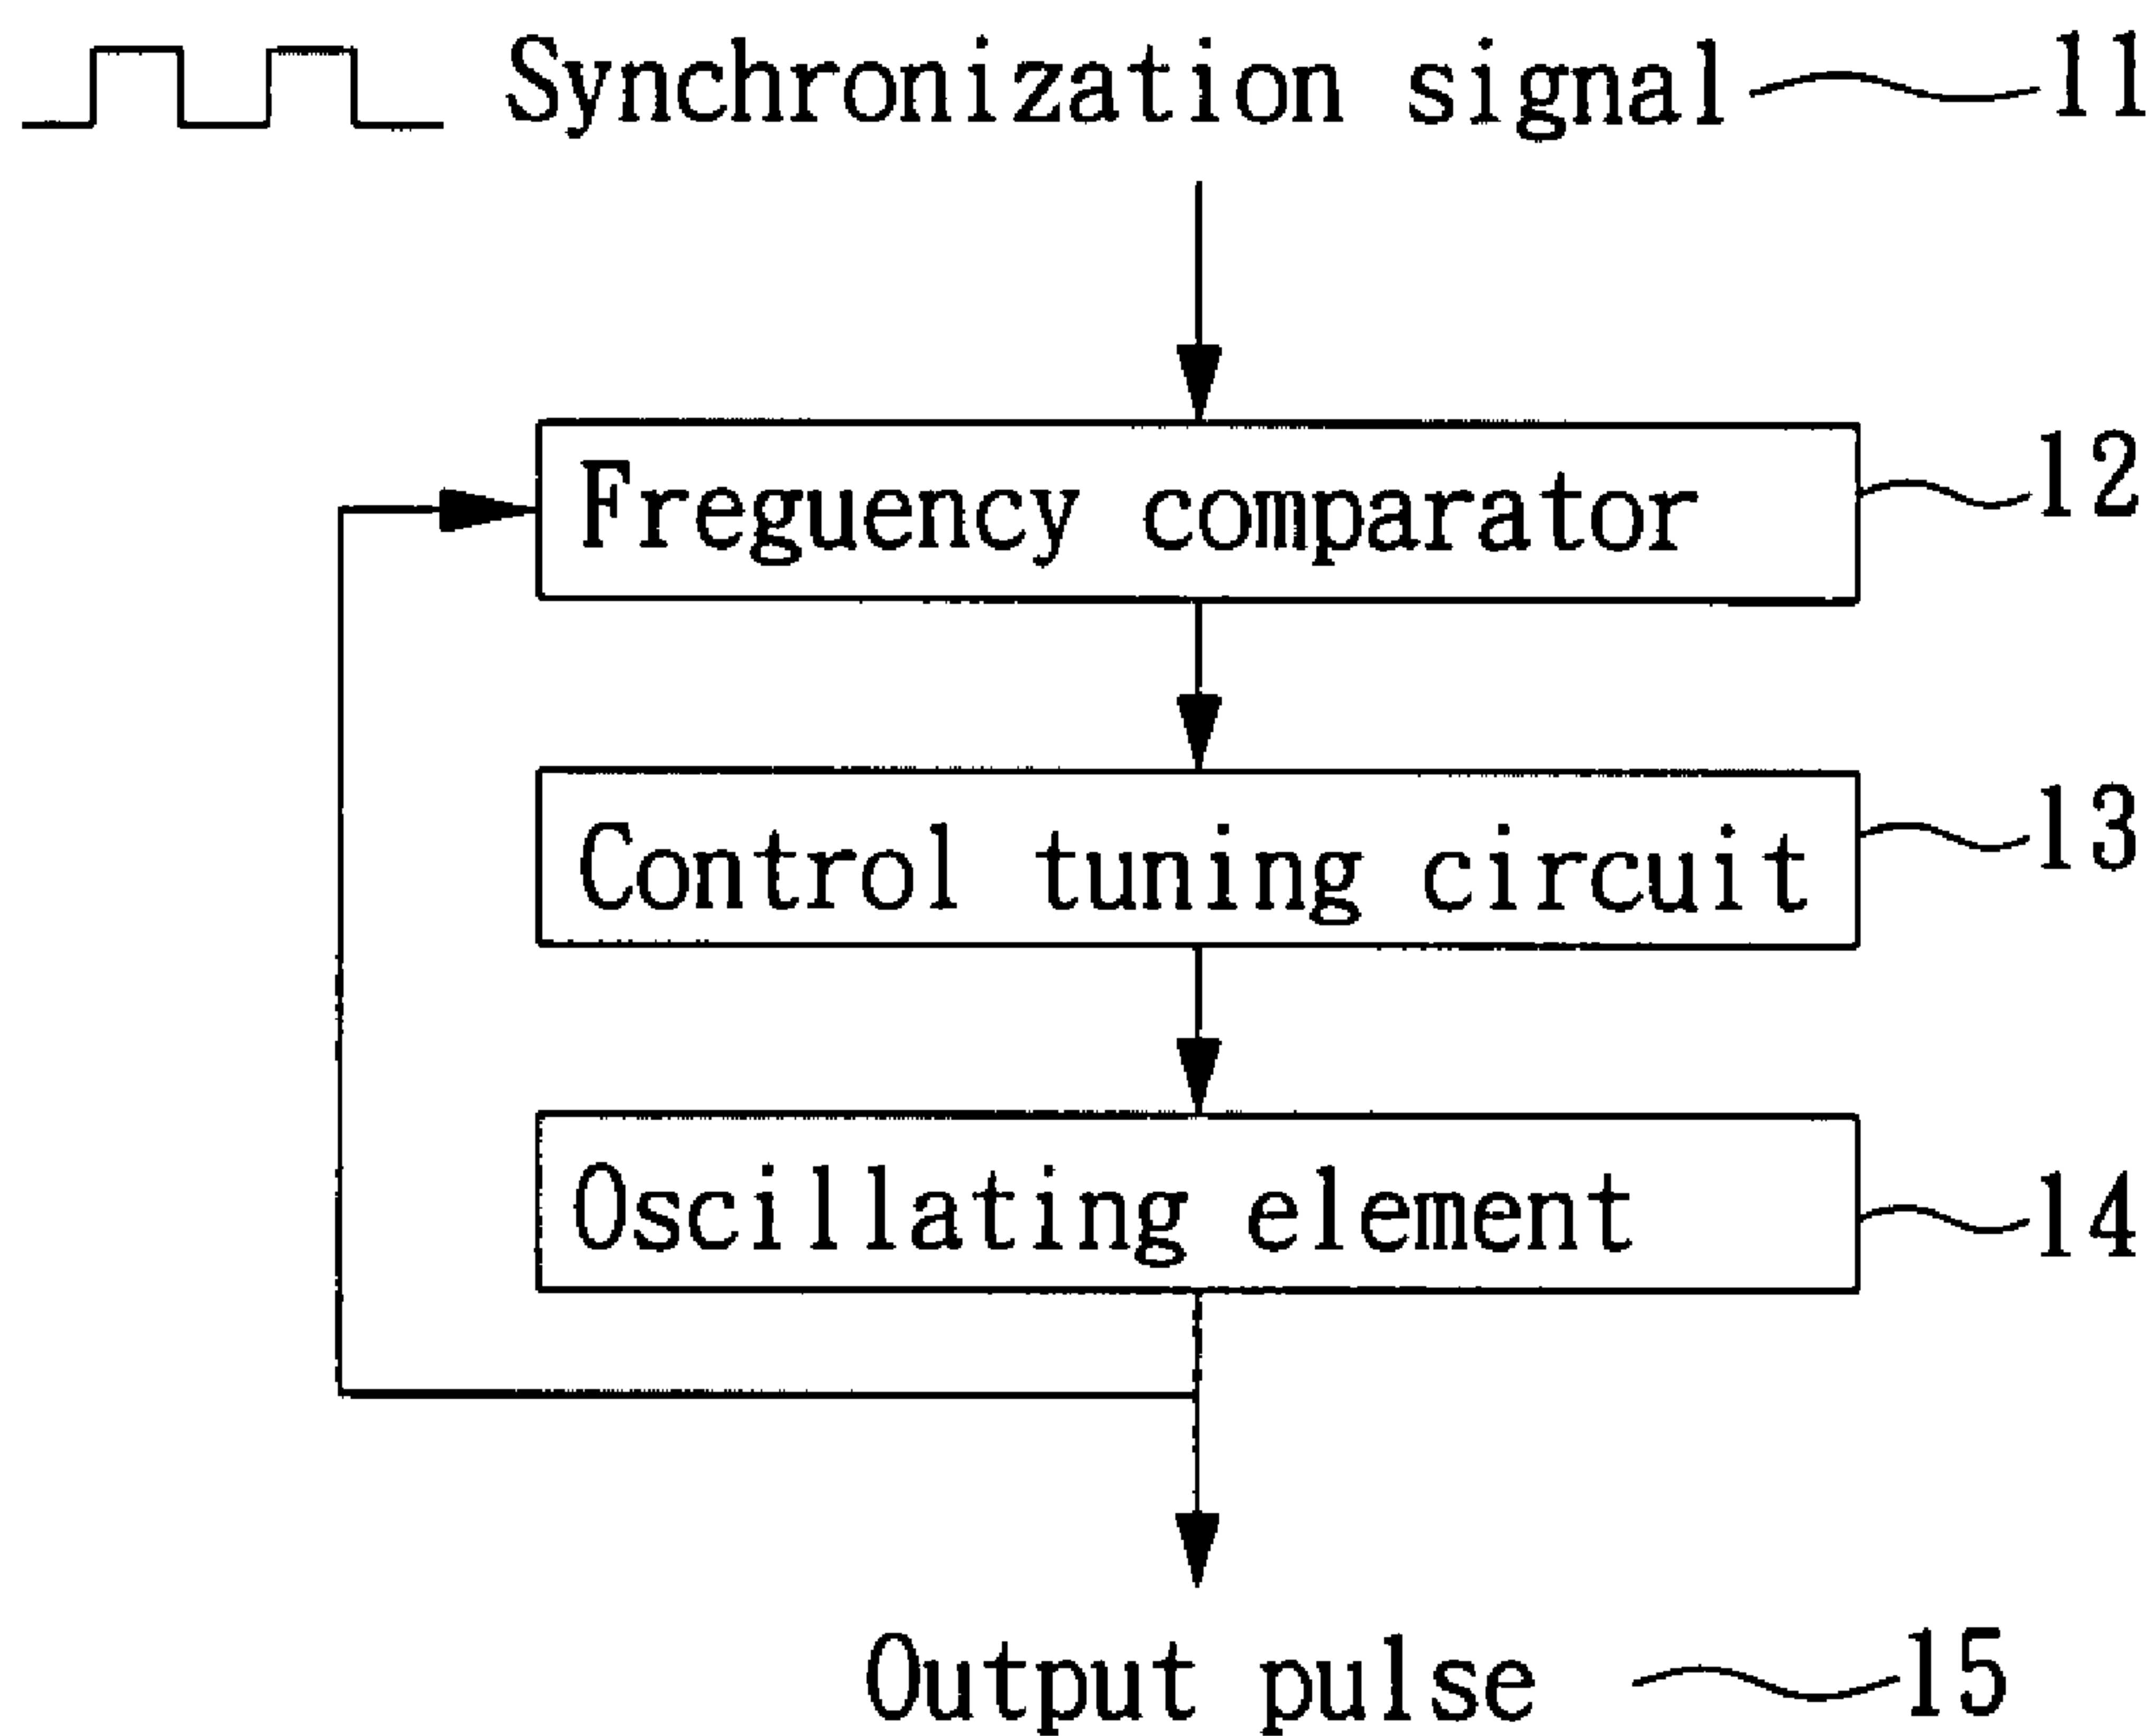 Synchronization signal 11
Freguency comparator 12
Control tuning circuit 13
Oscillating element 14
Output pulse 15